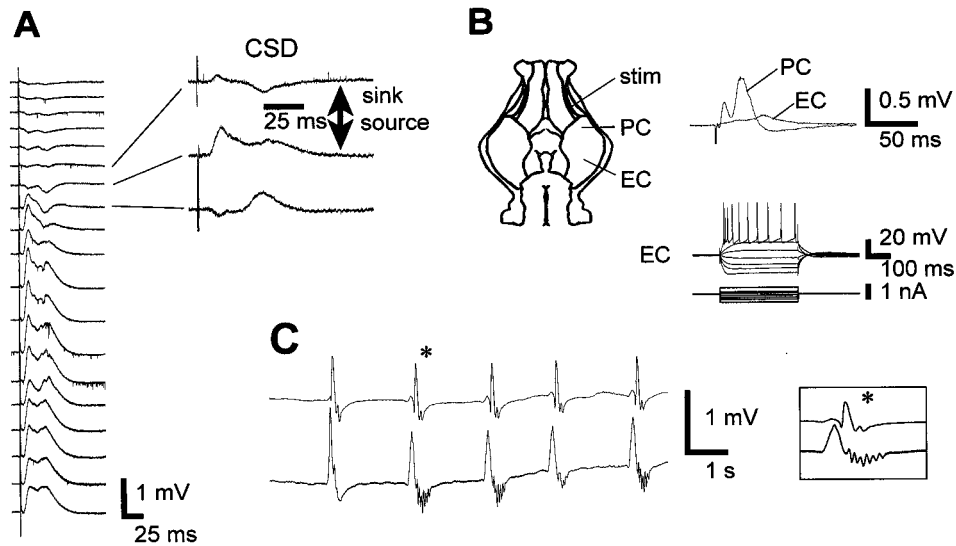 A
CSD
25 ms
sink
source
1 mV
25 ms
B
stim
PC
EC
PC
EC
0.5 mV
50 ms
EC
20 mV
100 ms
1 nA
C
*
1 mV
1 s
*